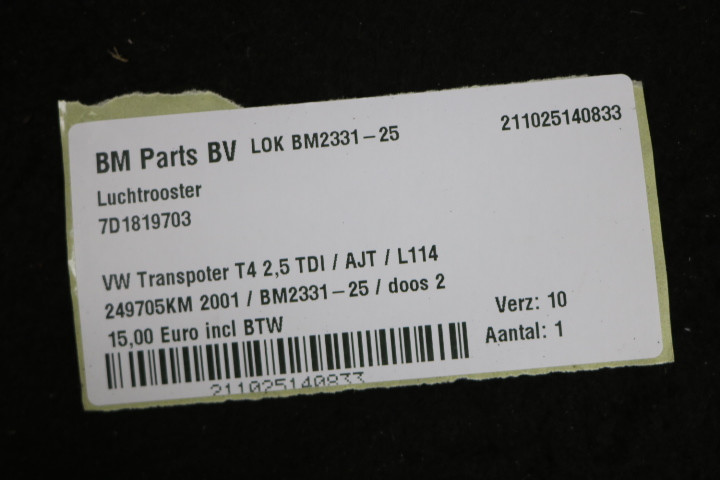 BM Parts BV LOK BM2331-25 211025140833
Luchtrooster
7D1819703
VW Transpoter T4 2,5 TDI / AJT / L114
249705KM 2001 / BM2331-25 / doos 2
15,00 Euro incl BTW
Verz: 10
Aantal: 1
211025140833